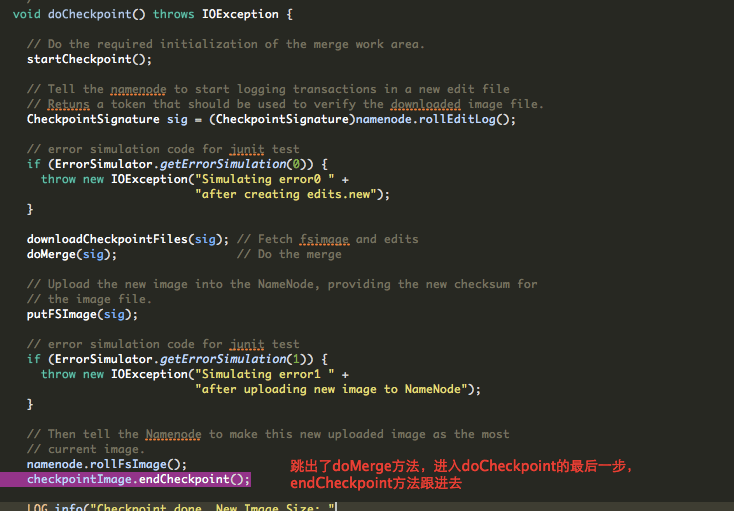 void doCheckpoint() throws IOException {
// Do the required initialization of the merge work area.
startCheckpoint();
// Tell the namenode to start logging transactions in a new edit file
// Retuns a token that should be used to verify the downloaded image file.
CheckpointSignature sig = (CheckpointSignature)namenode.rollEditLog();
// error simulation code for junit test
if (ErrorSimulator.getErrorSimulation(0)) {
throw new IOException("Simulating error0 " +
"after creating edits.new");
}
downloadCheckpointFiles(sig); // Fetch fsimage and edits
doMerge(sig); // Do the merge
// Upload the new image into the NameNode, providing the new checksum for
// the image file.
putFSImage(sig);
// error simulation code for junit test
if (ErrorSimulator.getErrorSimulation(1)) {
throw new IOException("Simulating error1 " +
"after uploading new image to NameNode");
}
// Then tell the Namenode to make this new uploaded image as the most
// current image.
namenode.rollFsImage();
checkpointImage.endCheckpoint();
跳出了doMerge方法，进入doCheckpoint的最后一步，
endCheckpoint方法跟进去
LOG.info("Checkpoint done. New Image Size: "